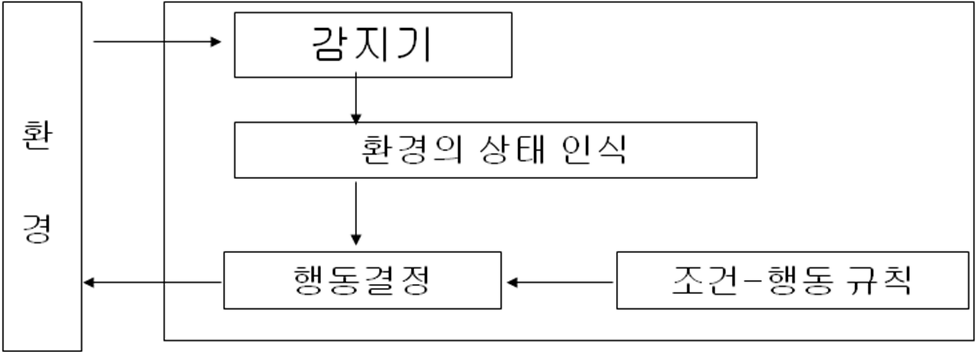 환
경
감지기
환경의 상태 인식
행동결정
조건-행동 규칙